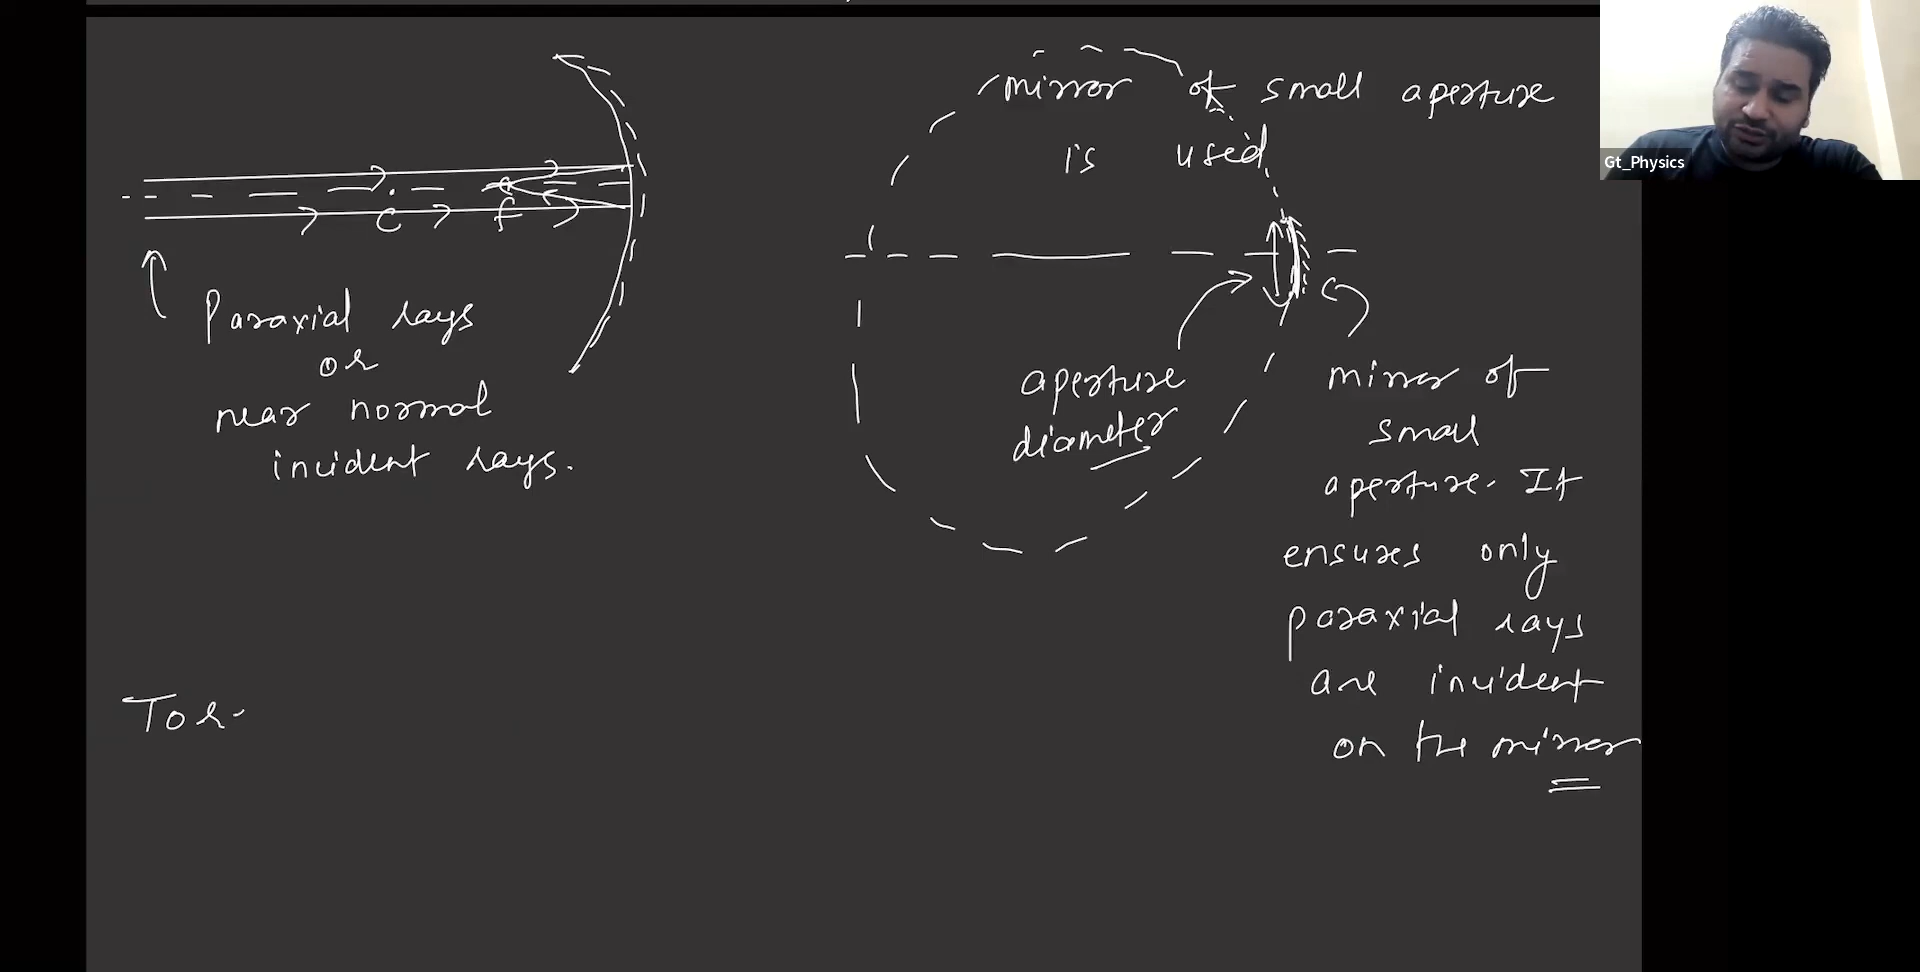 mirror of small aperture
is used
C
f
Paraxial rays
or
near normal
incident rays.
aperture
diameter
mirror of
small
aperture. It
ensures only
paraxial rays
are incident
on the mirror
Gt_Physics